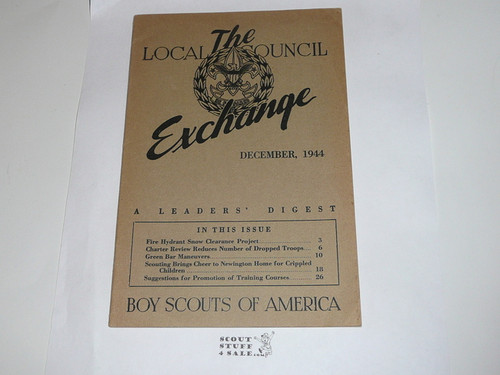 The
LOCAL COUNCIL
Exchange
DECEMBER, 1944
A LEADERS' DIGEST
IN THIS ISSUE
Fire Hydrant Snow Clearance Project 3
Charter Review Reduces Number of Dropped Troops 6
Green Bar Maneuvers 10
Scouting Brings Cheer to Newington Home for Crippled
Children 18
Suggestions for Promotion of Training Courses 26
BOY SCOUTS OF AMERICA
SCOUT
STUFF
4 SALE